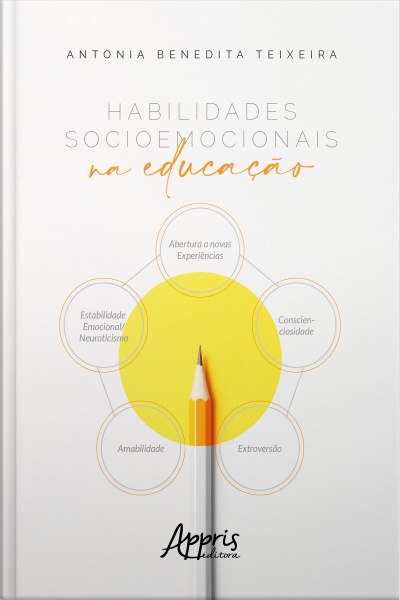 ANTONIA BENEDITA TEIXEIRA
HABILIDADES
SOCIOEMOCIONAIS
na educação
Abertura a novas
Experiências
Estabilidade
Emocional/
Neuroticismo
Conscien-
ciosidade
Amabilidade
Extroversão
Appris
editora